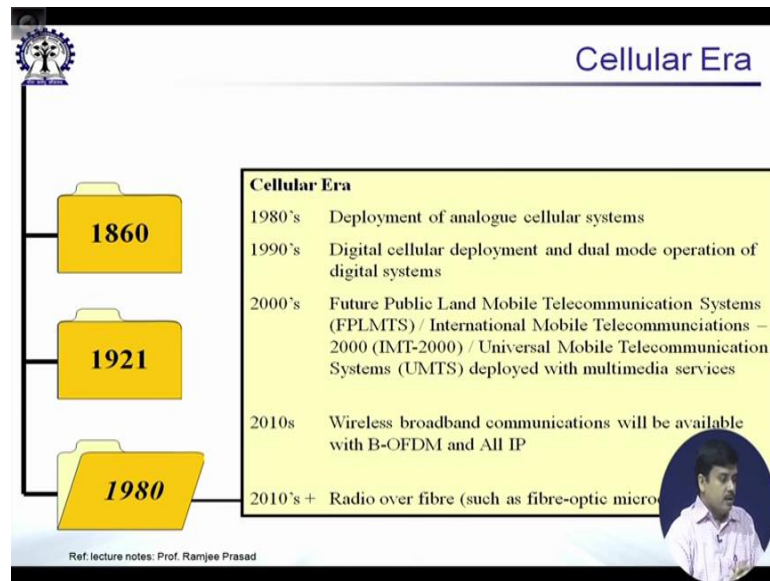 Cellular Era
1860
1921
1980
Cellular Era
1980's Deployment of analogue cellular systems
1990's Digital cellular deployment and dual mode operation of
digital systems
2000's Future Public Land Mobile Telecommunication Systems
(FPLMTS) / International Mobile Telecommunciations –
2000 (IMT-2000) / Universal Mobile Telecommunication
Systems (UMTS) deployed with multimedia services
2010s Wireless broadband communications will be available
with B-OFDM and All IP
2010's + Radio over fibre (such as fibre-optic
Ref: lecture notes: Prof. Ramjee Prasad